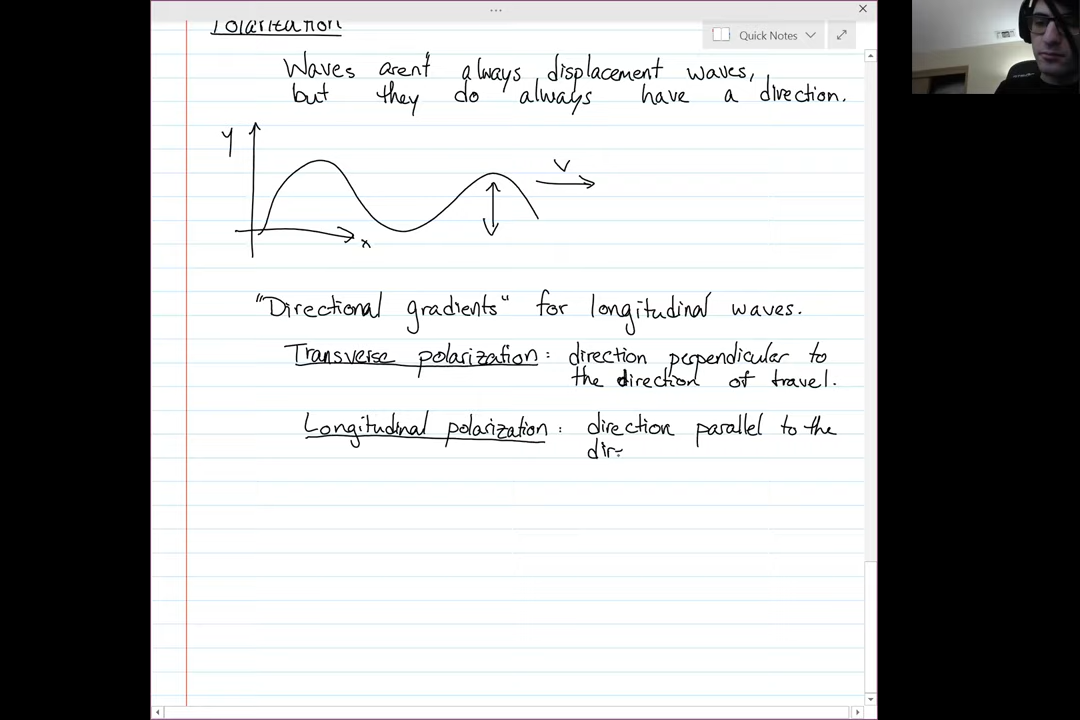 Polarization
Quick Notes
Waves aren't always displacement waves,
but they do always have a direction.
y
v
x
"Directional gradients" for longitudinal waves.
Transverse polarization: direction perpendicular to
the direction of travel.
Longitudinal polarization: direction parallel to the
dir